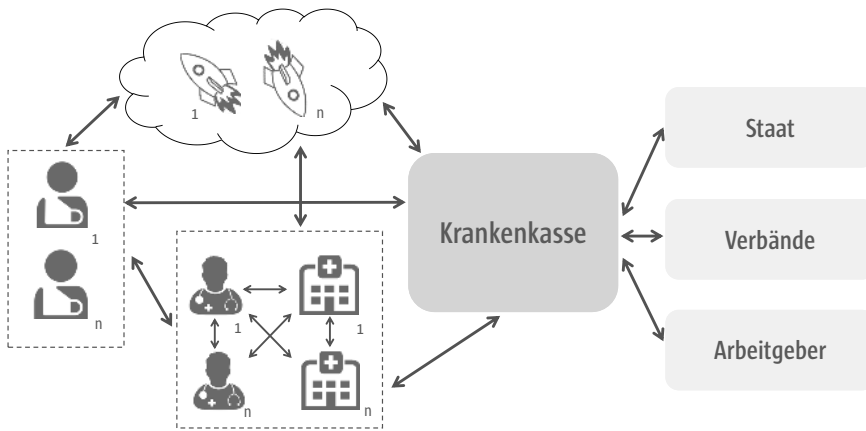 1
n
Staat
1
n
Krankenkasse
Verbände
1
1
n
n
Arbeitgeber